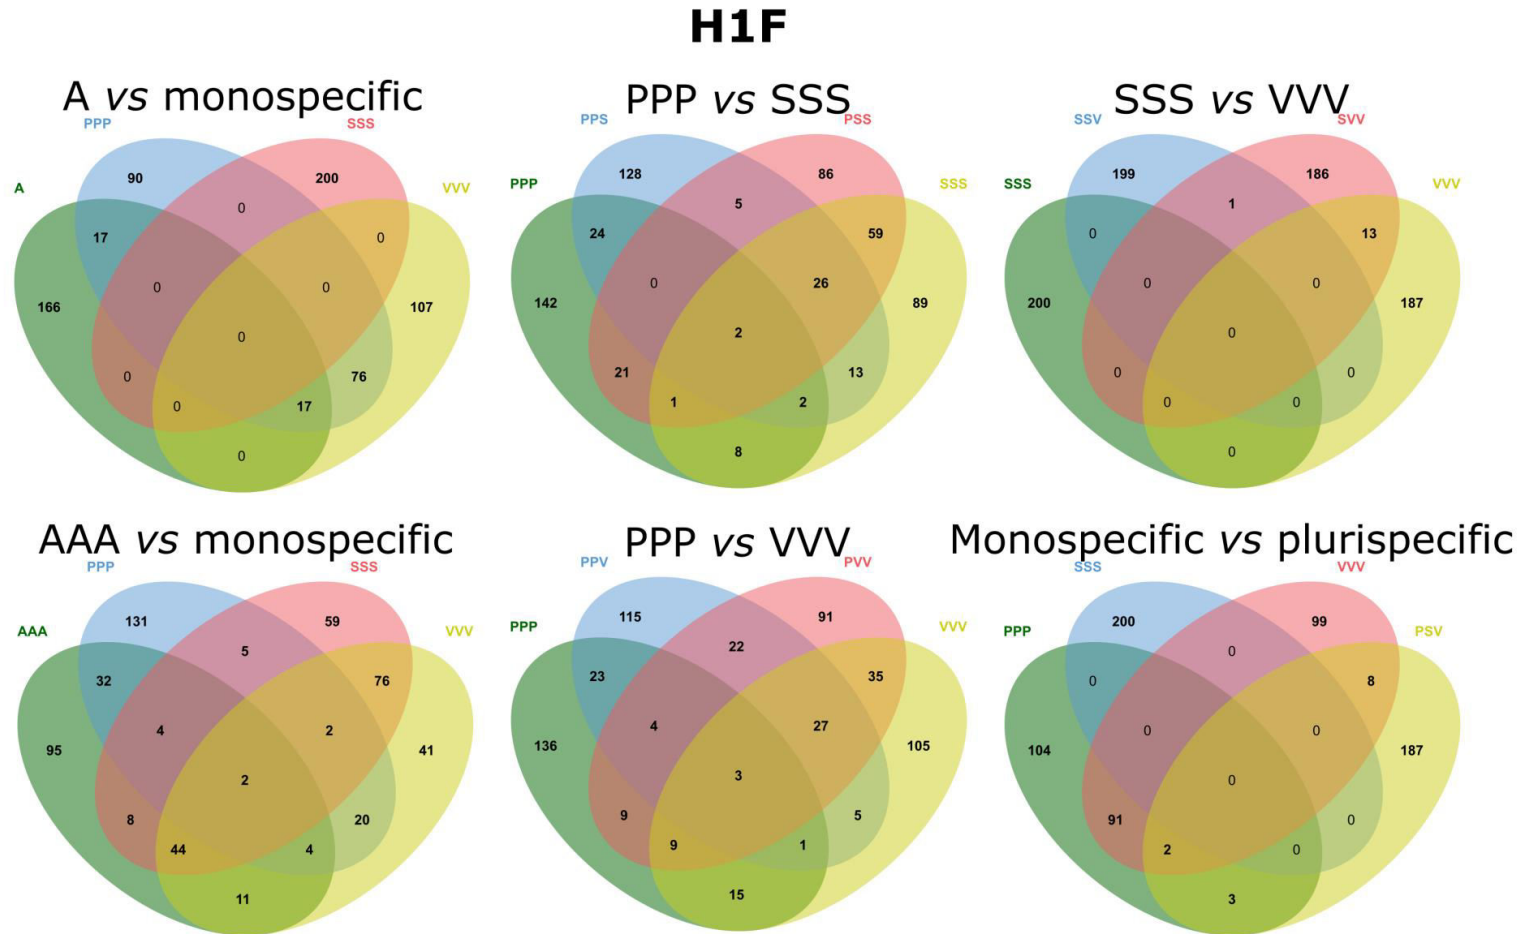 H1F
A vs monospecific
PPP SSS
A VVV
90 200
0
17 0
0 0
166 107
0
0 76
0 17
0
PPP vs SSS
PPS PSS
PPP SSS
128 86
5
24 59
0 26
142 89
2
21 13
1 2
8
SSS vs VVV
SSV SVV
SSS VVV
199 186
1
0 13
0 0
200 187
0
0 0
0 0
0
AAA vs monospecific
PPP SSS
AAA VVV
131 59
5
32 76
4 2
95 41
2
8 20
44 4
11
PPP vs VVV
PPV PVV
PPP VVV
115 91
22
23 35
4 27
136 105
3
9 5
9 1
15
Monospecific vs plurispecific
SSS VVV
PPP PSV
200 99
0
0 8
0 0
104 187
0
91 0
2 0
3